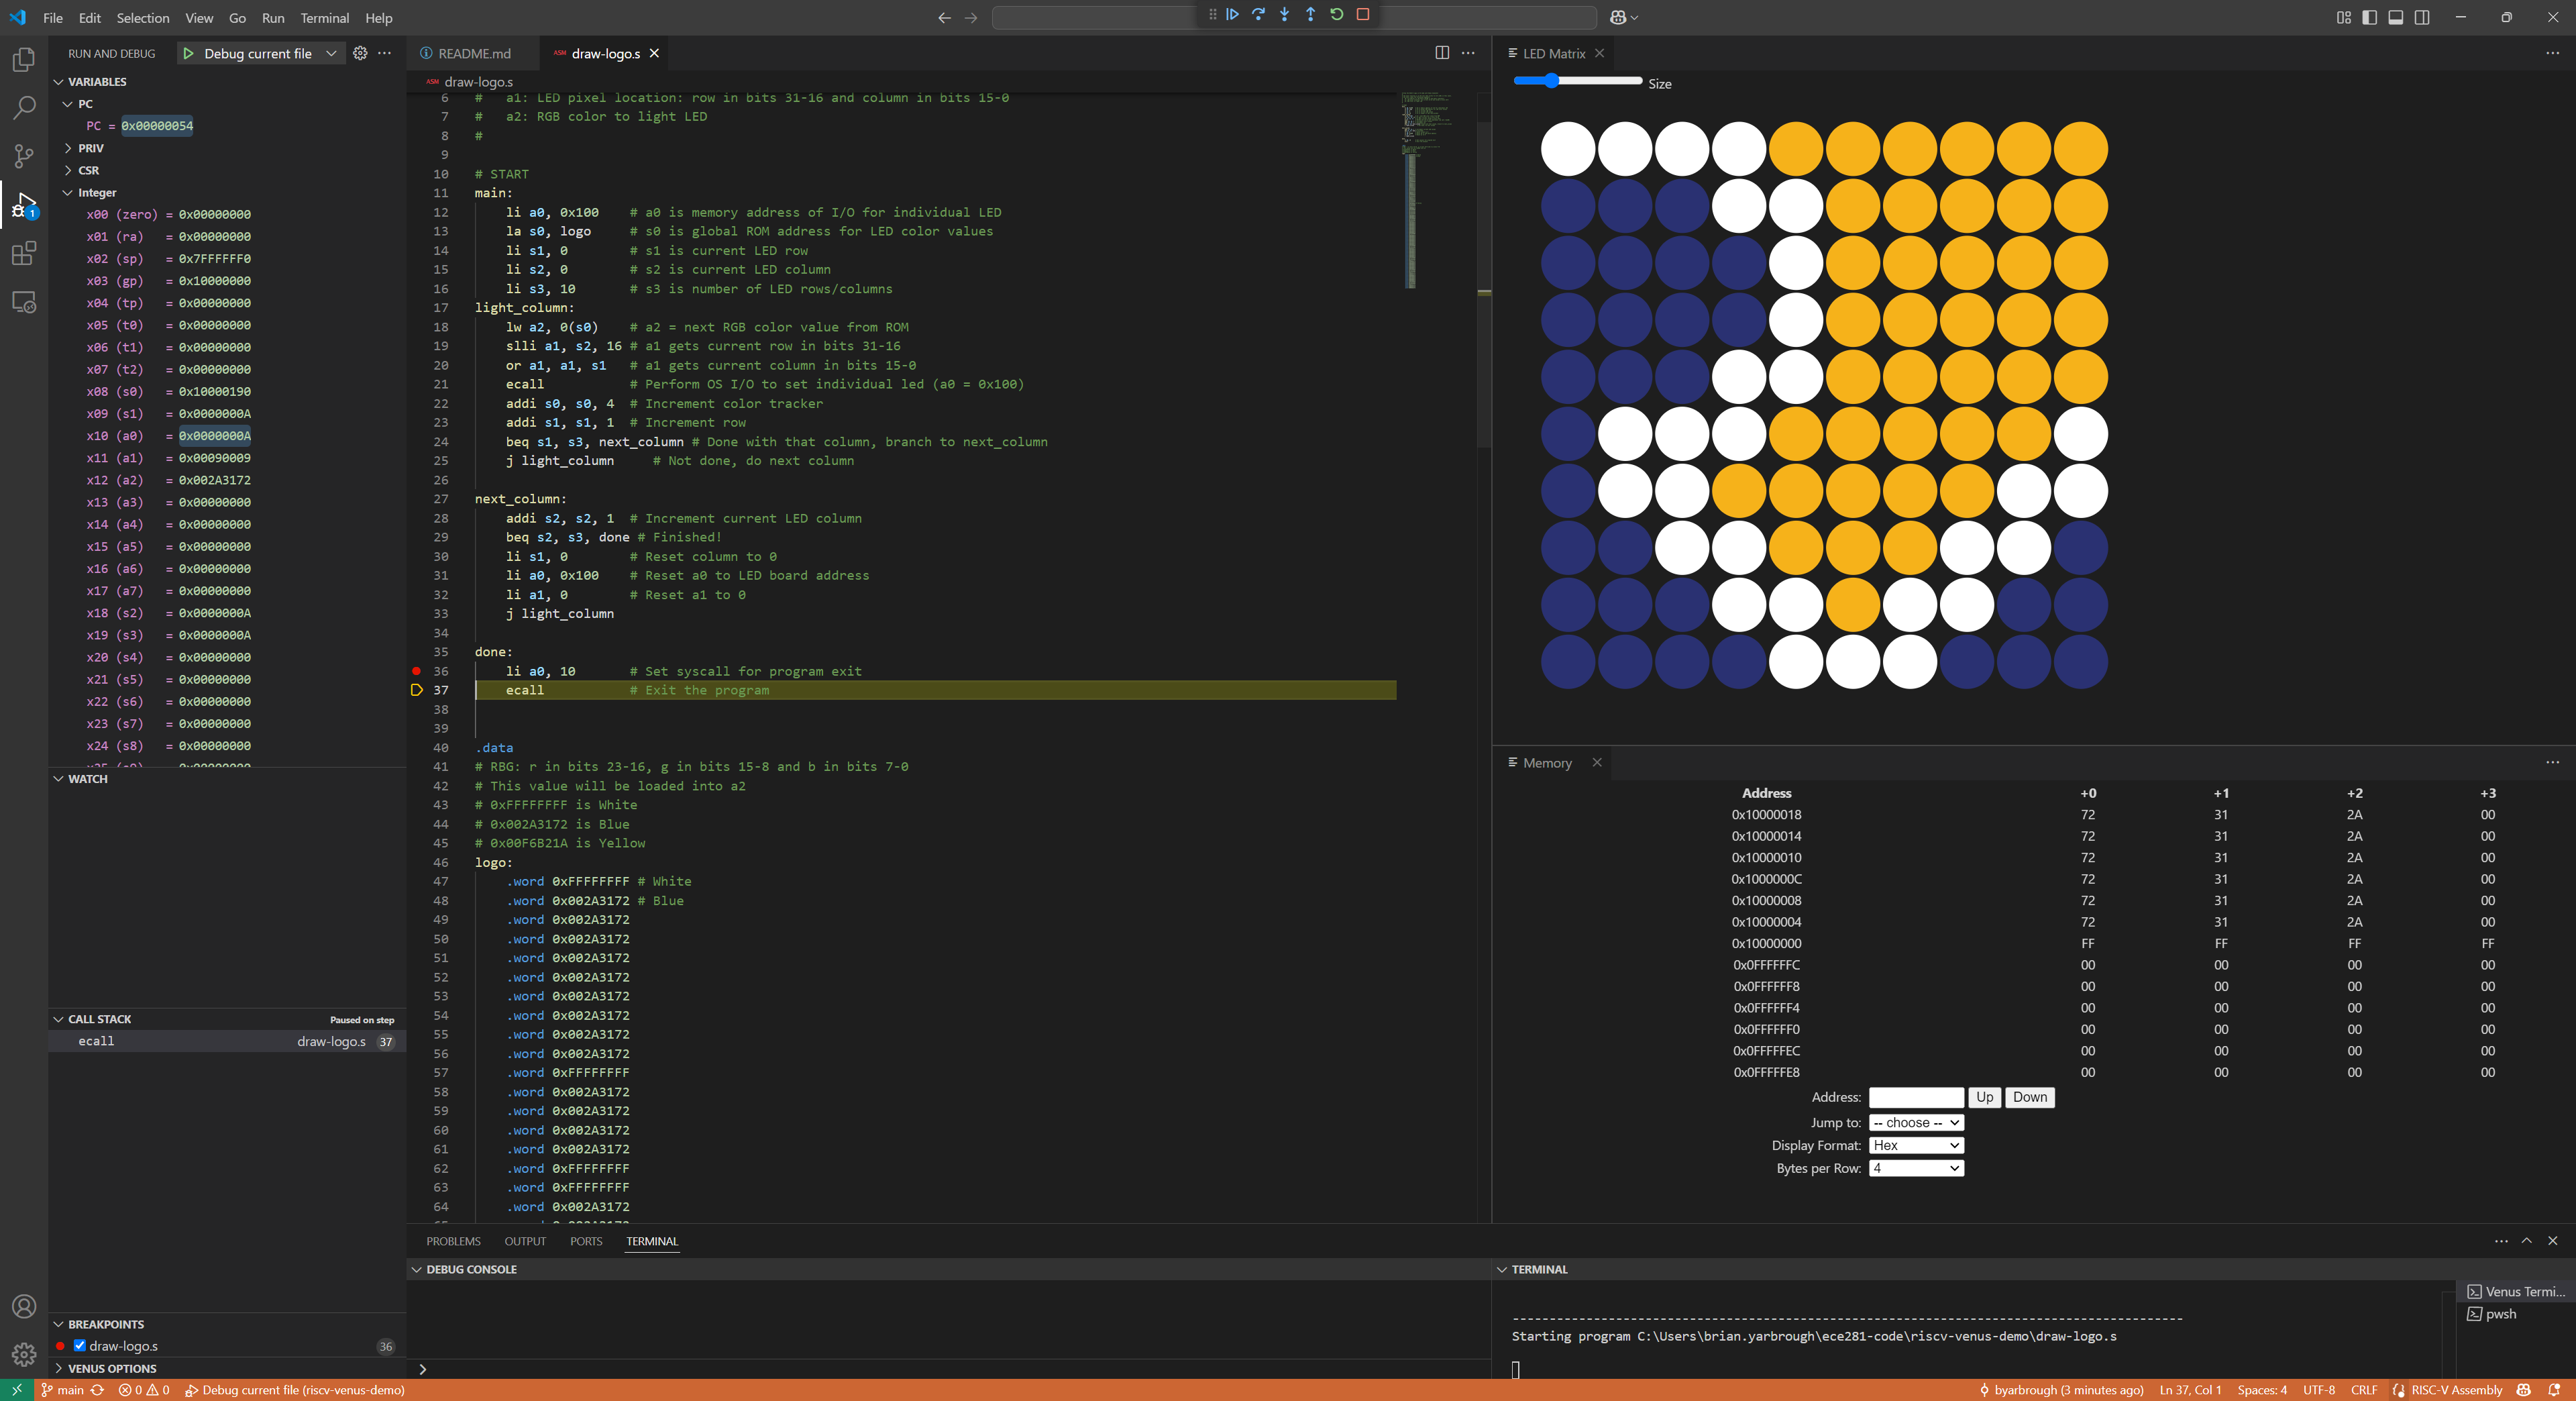 File Edit Selection View Go Run Terminal Help
RUN AND DEBUG Debug current file
VARIABLES
PC
PC = 0x00000054
PRIV
CSR
Integer
x00 (zero) = 0x00000000
x01 (ra) = 0x00000000
x02 (sp) = 0x7FFFFFF0
x03 (gp) = 0x10000000
x04 (tp) = 0x00000000
x05 (t0) = 0x00000000
x06 (t1) = 0x00000000
x07 (t2) = 0x00000000
x08 (s0) = 0x10000190
x09 (s1) = 0x0000000A
x10 (a0) = 0x0000000A
x11 (a1) = 0x00090009
x12 (a2) = 0x002A3172
x13 (a3) = 0x00000000
x14 (a4) = 0x00000000
x15 (a5) = 0x00000000
x16 (a6) = 0x00000000
x17 (a7) = 0x00000000
x18 (s2) = 0x0000000A
x19 (s3) = 0x0000000A
x20 (s4) = 0x00000000
x21 (s5) = 0x00000000
x22 (s6) = 0x00000000
x23 (s7) = 0x00000000
x24 (s8) = 0x00000000
WATCH
CALL STACK Paused on step
ecall draw-logo.s 37
BREAKPOINTS
draw-logo.s 36
VENUS OPTIONS
README.md ASM draw-logo.s
ASM draw-logo.s
6 # a1: LED pixel location: row in bits 31-16 and column in bits 15-0
7 # a2: RGB color to light LED
8 #
9
10 # START
11 main:
12 li a0, 0x100 # a0 is memory address of I/O for individual LED
13 la s0, logo # s0 is global ROM address for LED color values
14 li s1, 0 # s1 is current LED row
15 li s2, 0 # s2 is current LED column
16 li s3, 10 # s3 is number of LED rows/columns
17 light_column:
18 lw a2, 0(s0) # a2 = next RGB color value from ROM
19 slli a1, s2, 16 # a1 gets current row in bits 31-16
20 or a1, a1, s1 # a1 gets current column in bits 15-0
21 ecall # Perform OS I/O to set individual led (a0 = 0x100)
22 addi s0, s0, 4 # Increment color tracker
23 addi s1, s1, 1 # Increment row
24 beq s1, s3, next_column # Done with that column, branch to next_column
25 j light_column # Not done, do next column
26
27 next_column:
28 addi s2, s2, 1 # Increment current LED column
29 beq s2, s3, done # Finished!
30 li s1, 0 # Reset column to 0
31 li a0, 0x100 # Reset a0 to LED board address
32 li a1, 0 # Reset a1 to 0
33 j light_column
34
35 done:
36 li a0, 10 # Set syscall for program exit
37 ecall # Exit the program
38
39
40 .data
41 # RBG: r in bits 23-16, g in bits 15-8 and b in bits 7-0
42 # This value will be loaded into a2
43 # 0xFFFFFFFF is White
44 # 0x002A3172 is Blue
45 # 0x00F6B21A is Yellow
46 logo:
47 .word 0xFFFFFFFF # White
48 .word 0x002A3172 # Blue
49 .word 0x002A3172
50 .word 0x002A3172
51 .word 0x002A3172
52 .word 0x002A3172
53 .word 0x002A3172
54 .word 0x002A3172
55 .word 0x002A3172
56 .word 0x002A3172
57 .word 0xFFFFFFFF
58 .word 0x002A3172
59 .word 0x002A3172
60 .word 0x002A3172
61 .word 0x002A3172
62 .word 0xFFFFFFFF
63 .word 0xFFFFFFFF
64 .word 0x002A3172
LED Matrix
Size
Memory
Address +0 +1 +2 +3
0x10000018 72 31 2A 00
0x10000014 72 31 2A 00
0x10000010 72 31 2A 00
0x1000000C 72 31 2A 00
0x10000008 72 31 2A 00
0x10000004 72 31 2A 00
0x10000000 FF FF FF FF
0x0FFFFFFC 00 00 00 00
0x0FFFFFF8 00 00 00 00
0x0FFFFFF4 00 00 00 00
0x0FFFFFF0 00 00 00 00
0x0FFFFFEC 00 00 00 00
0x0FFFFFE8 00 00 00 00
Address: Up Down
Jump to: -- choose --
Display Format: Hex
Bytes per Row: 4
PROBLEMS OUTPUT PORTS TERMINAL
DEBUG CONSOLE
TERMINAL
Starting program C:\Users\brian.yarbrough\ece281-code\riscv-venus-demo\draw-logo.s
Venus Termi...
pwsh
main 0 0 Debug current file (riscv-venus-demo) byarbrough (3 minutes ago) Ln 37, Col 1 Spaces: 4 UTF-8 CRLF RISC-V Assembly